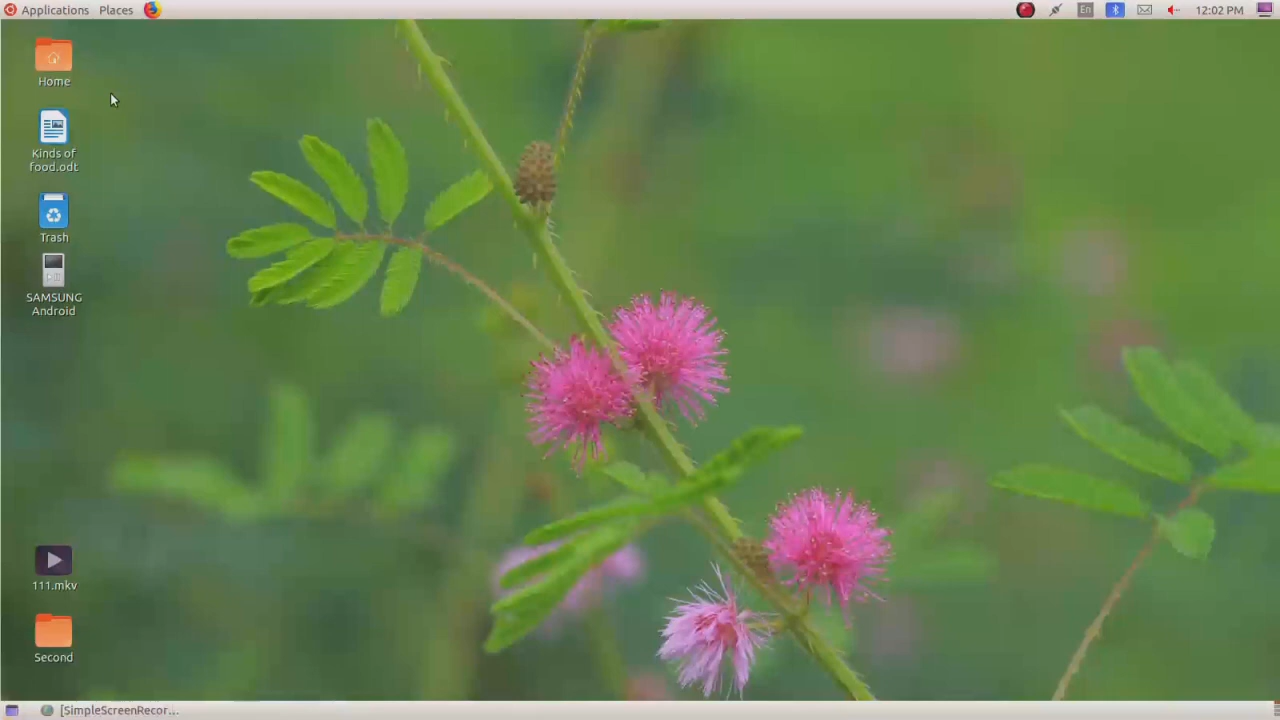 Applications Places
En
12:02 PM
Home
Kinds of
food.odt
Trash
SAMSUNG
Android
111.mkv
Second
[SimpleScreenRecor...